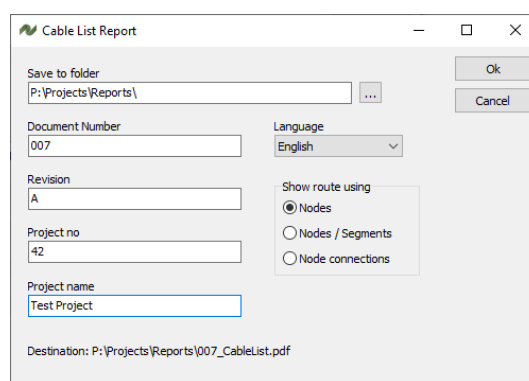 Cable List Report
Save to folder
P:\Projects\Reports\
...
Ok
Cancel
Document Number
007
Language
English
Revision
A
Show route using
Nodes
Nodes / Segments
Node connections
Project no
42
Project name
Test Project
Destination: P:\Projects\Reports\007_CableList.pdf